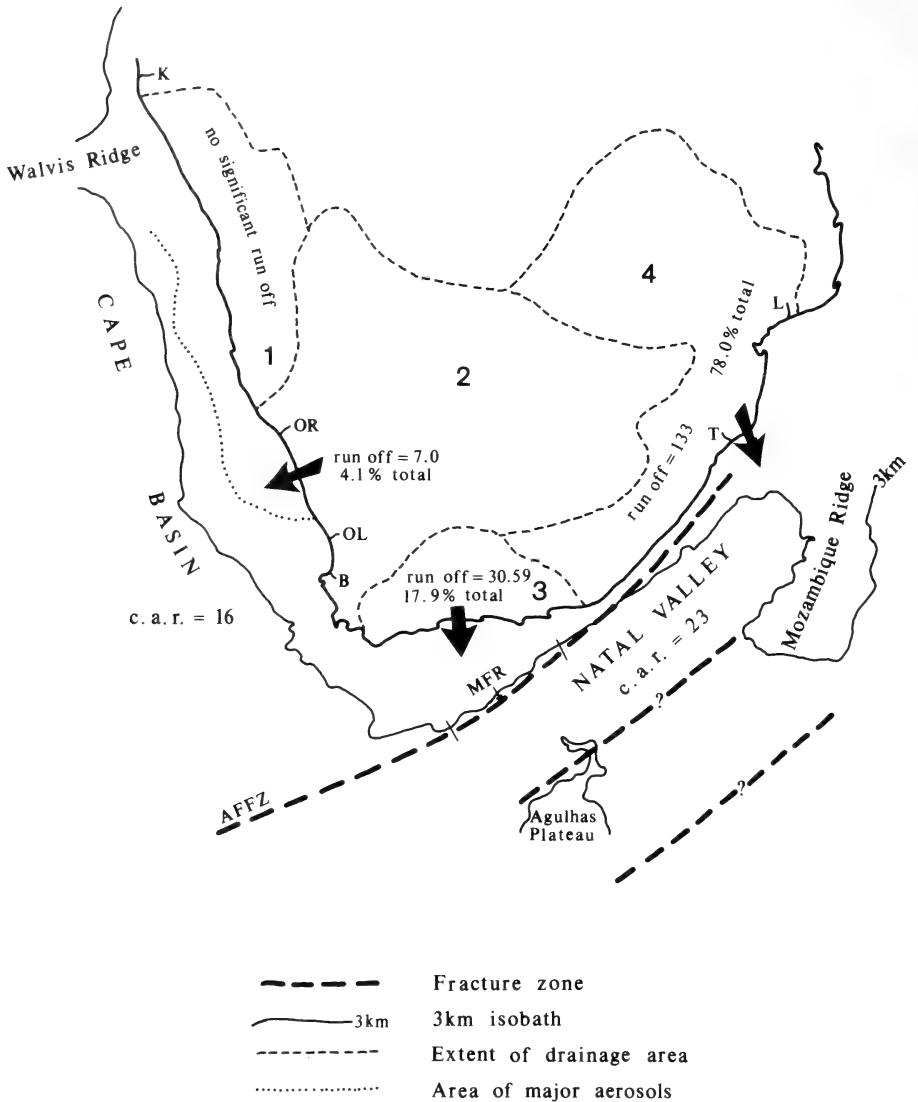 K
Walvis Ridge
no significant run off
4
L
78.0% total
CAPE
1
2
OR
T
run off = 7.0
4.1% total
run off = 133
3km
BASIN
OL
Mozambique Ridge
B
run off = 30.59
17.9% total
3
NATAL VALLEY
c. a. r. = 16
c. a. r. = 23
MFR
?
AFFZ
?
Agulhas
Plateau
Fracture zone
3km
3km isobath
Extent of drainage area
Area of major aerosols